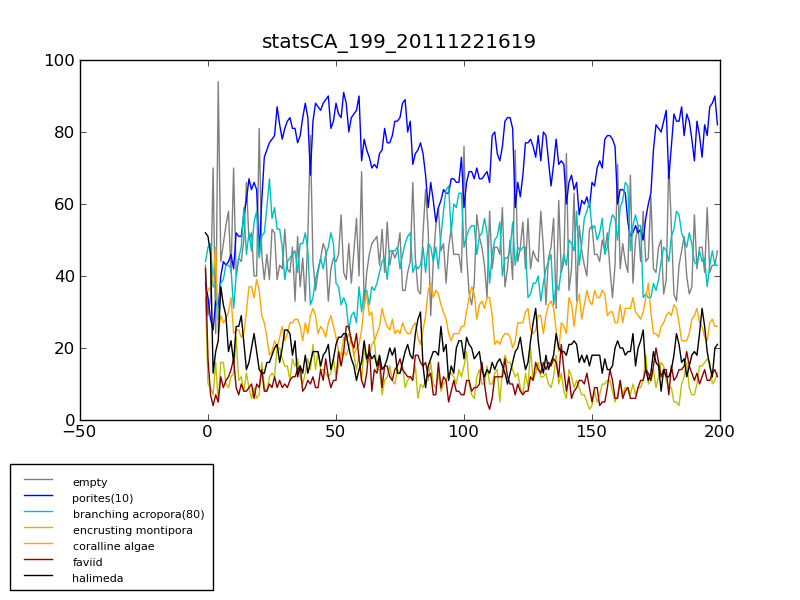 statsCA_199_20111221619
100
80
60
40
20
0
−50
0
50
100
150
200
empty
porites(10)
branching acropora(80)
encrusting montipora
coralline algae
faviid
halimeda